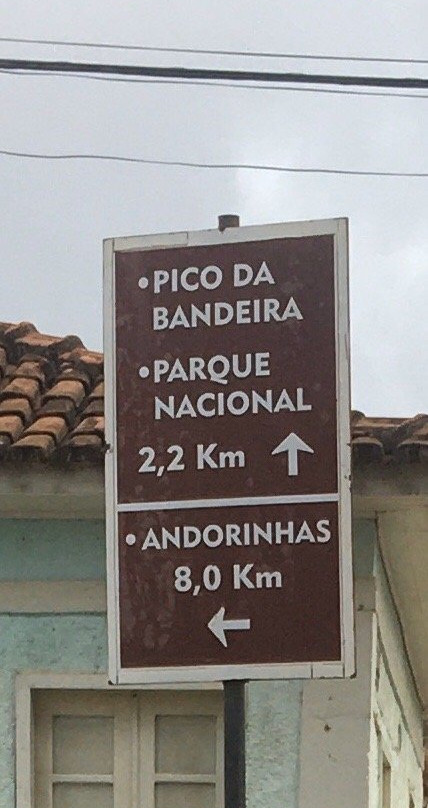 •PICO DA
BANDEIRA
•PARQUE
NACIONAL
2,2 Km ↑
• ANDORINHAS
8,0 Km
←